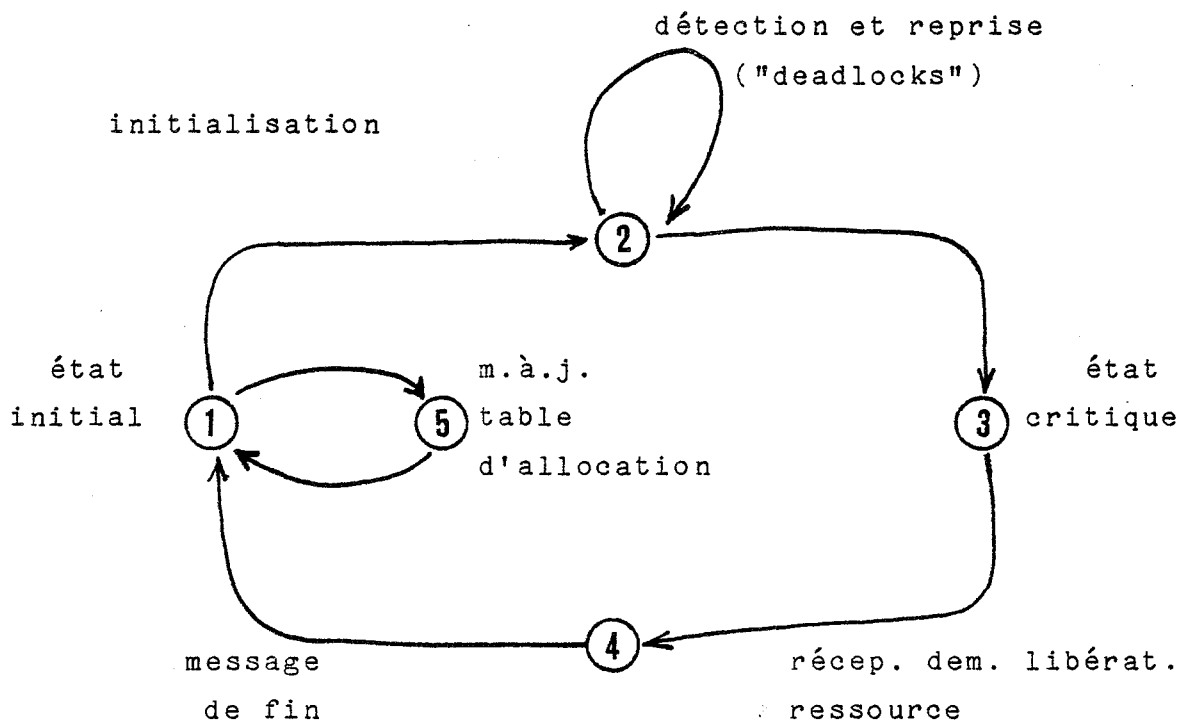 détection et reprise
("deadlocks")
initialisation
2
état
initial
1
5
m.à.j.
table
d'allocation
3
état
critique
4
message
de fin
récep. dem. libérat.
ressource